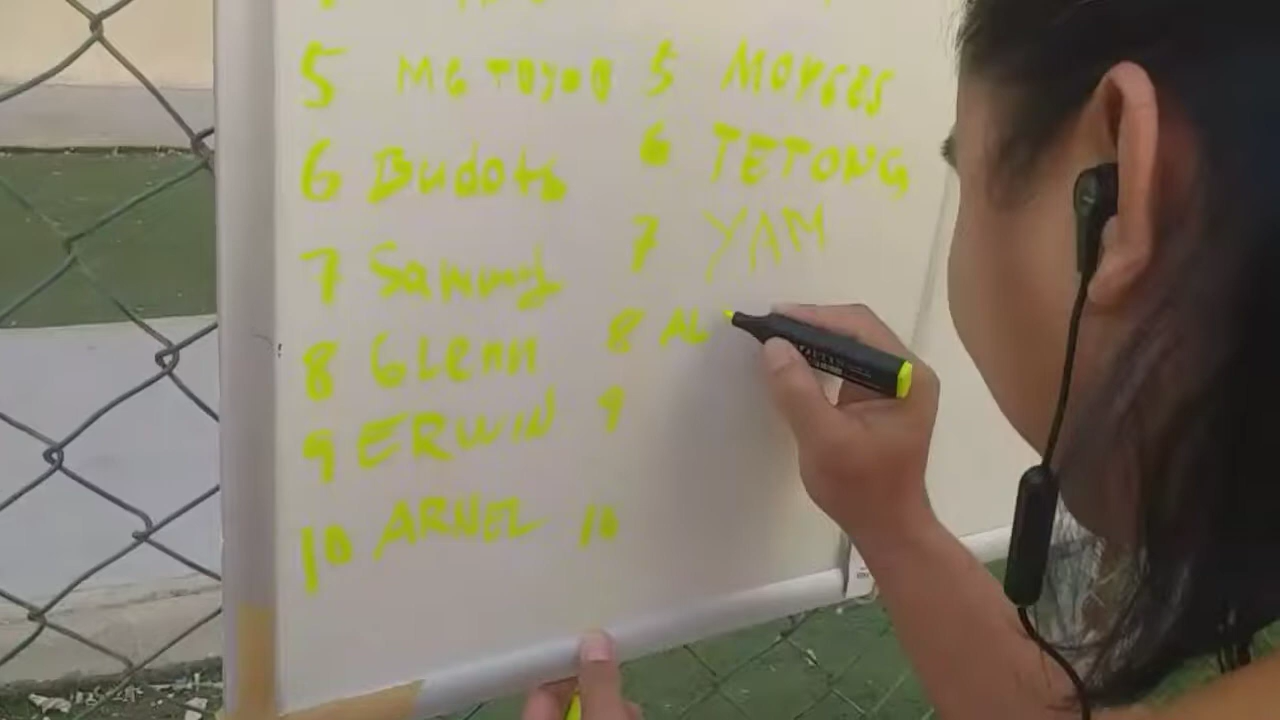 5 MG TOYOO 5 MOYSES
6 Budots 6 TETONG
7 Sammy 7 YAM
8 GLENN 8 AL
9 ERWIN 9
10 ARNEL 10